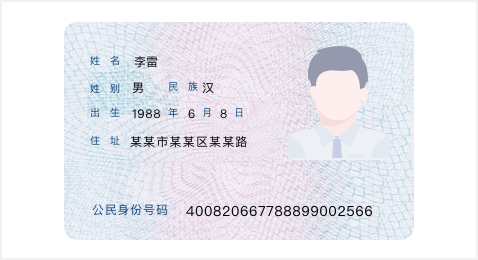 姓 名 李雷
姓 别 男 民 族 汉
出 生 1988 年 6 月 8 日
住 址 某某市某某区某某路
公民身份号码 400820667788899002566